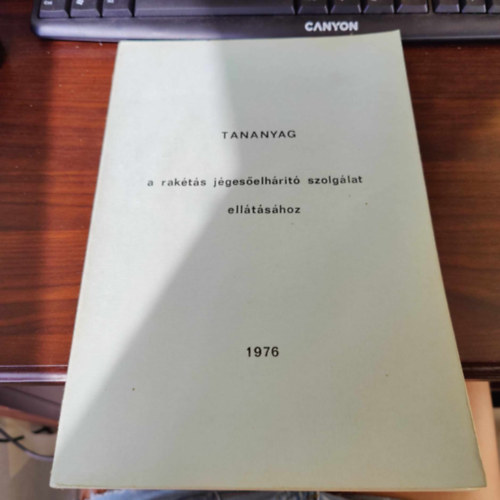 CANYON
TANANYAG
a rakétás jégesőelhárító szolgálat
ellátásához
1976